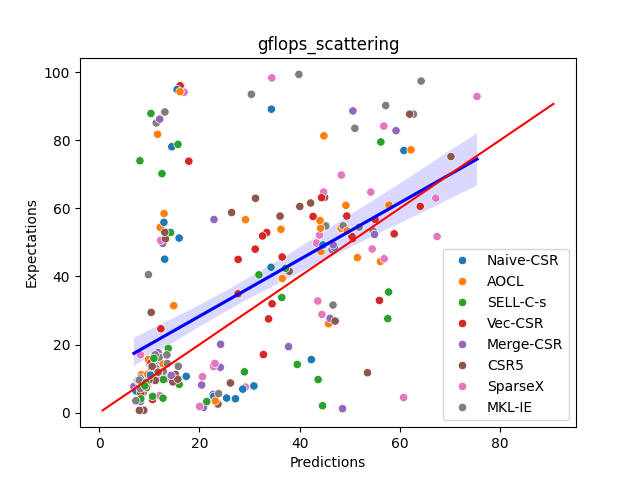 gflops_scattering
100
80
60
40
20
0
Expectations
0 20 40 60 80
Predictions
Naive-CSR
AOCL
SELL-C-s
Vec-CSR
Merge-CSR
CSR5
SparseX
MKL-IE